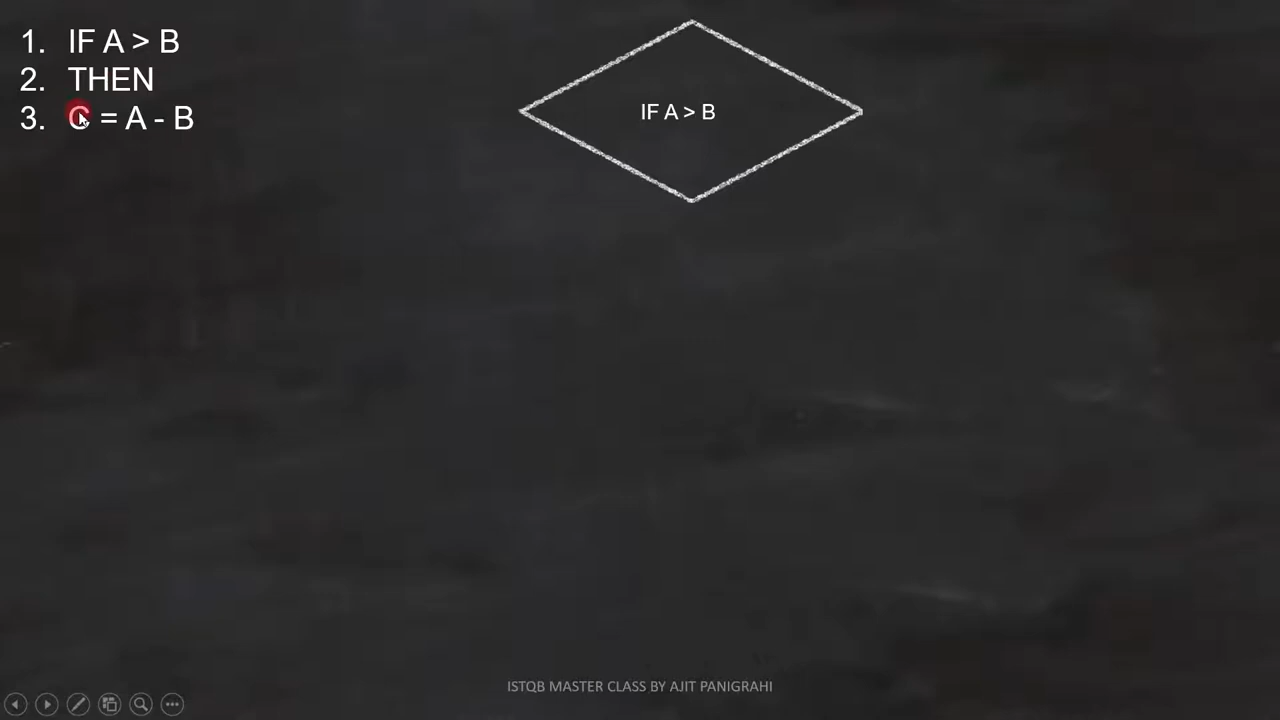 1. IF A > B
2. THEN
3. C = A - B
IF A > B
ISTQB MASTER CLASS BY AJIT PANIGRAHI